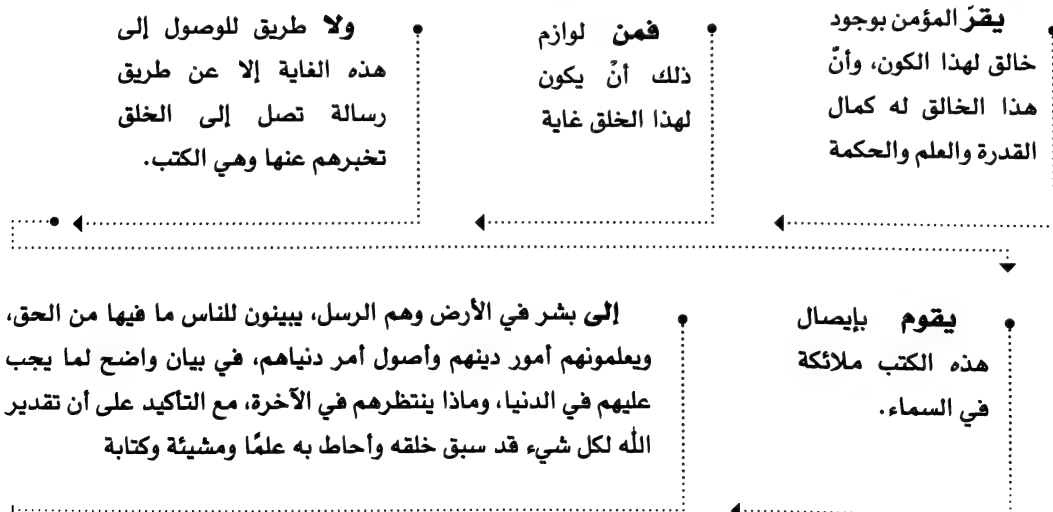 يقرّ المؤمن بوجود
خالق لهذا الكون، وأنّ
هذا الخالق له كمال
القدرة والعلم والحكمة
فمن لوازم
ذلك أنْ يكون
لهذا الخلق غاية
ولا طريق للوصول إلى
هذه الغاية إلا عن طريق
رسالة تصل إلى الخلق
تخبرهم عنها وهي الكتب.
يقوم بإيصال
هذه الكتب ملائكة
في السماء.
إلى بشر في الأرض وهم الرسل، يبينون للناس ما فيها من الحق،
ويعلمونهم أمور دينهم وأصول أمر دنياهم، في بيان واضح لما يجب
عليهم في الدنيا، وماذا ينتظرهم في الآخرة، مع التأكيد على أن تقدير
الله لكل شيء قد سبق خلقه وأحاط به علمًا ومشيئة وكتابة